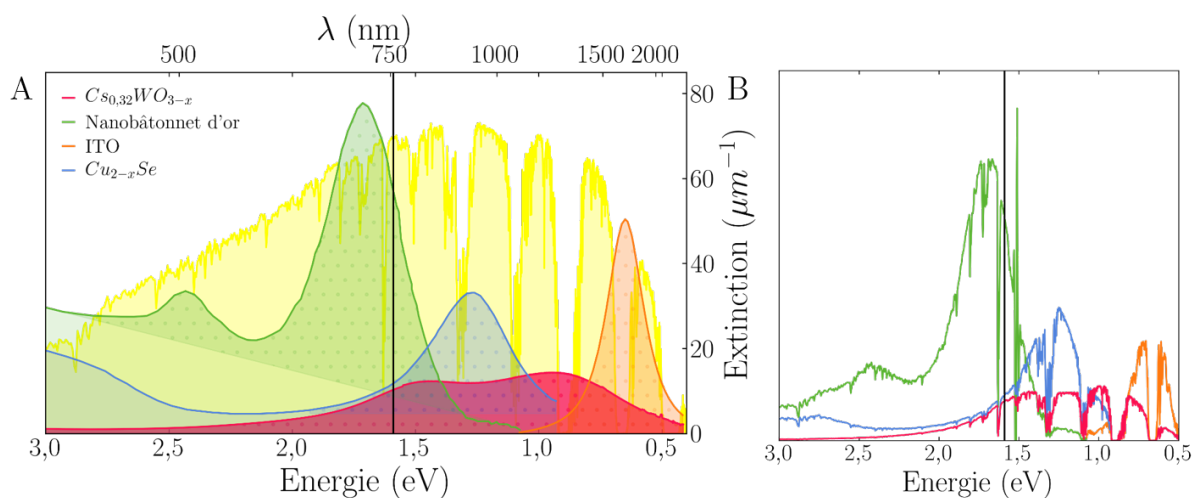 λ (nm)
500 750 1000 1500 2000
A
Cs0,32WO3−x
Nanobâtonnet d'or
ITO
Cu2−xSe
80
60
40
20
0
Extinction (μm−1)
3,0 2,5 2,0 1,5 1,0 0,5
Energie (eV)
B
3,0 2,5 2,0 1,5 1,0 0,5
Energie (eV)